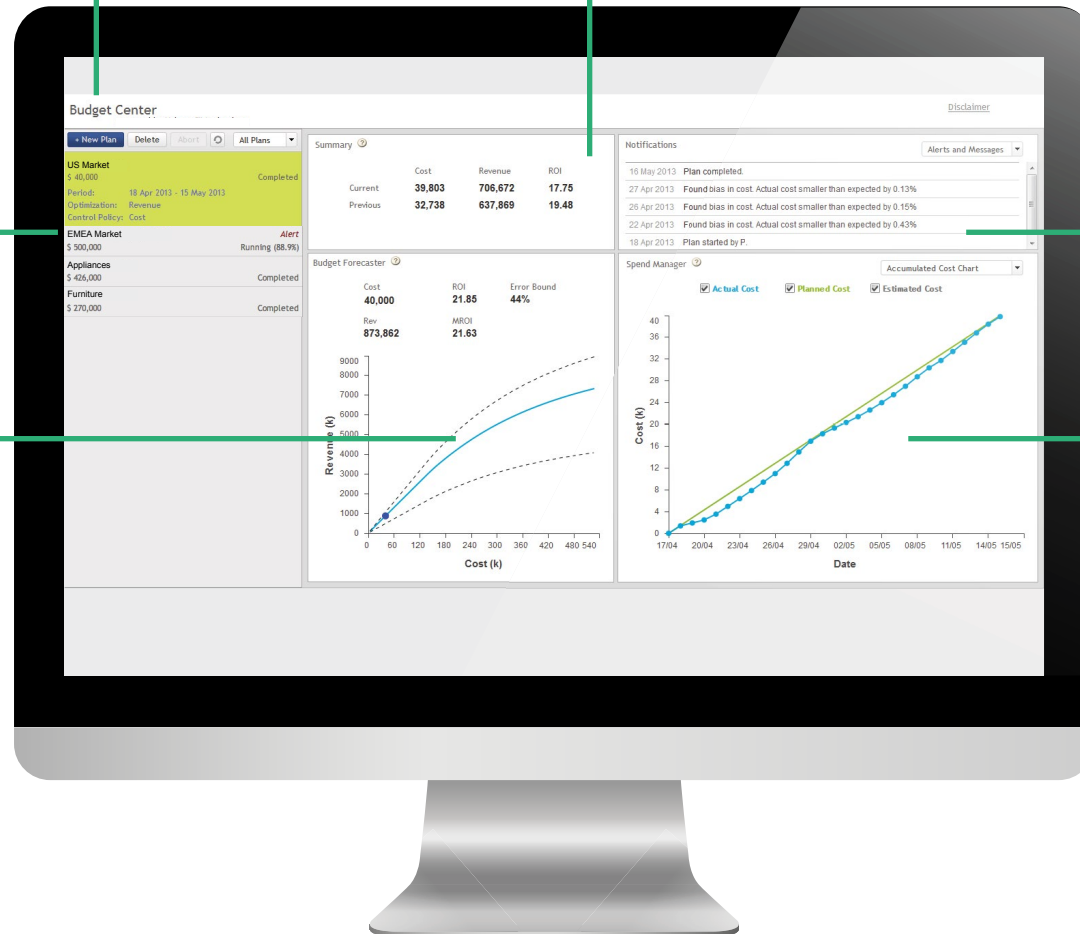 Budget Center
Disclaimer
+ New Plan Delete Abort All Plans
US Market
$ 40,000 Completed
Period: 18 Apr 2013 - 15 May 2013
Optimization: Revenue
Control Policy: Cost
EMEA Market Alert
$ 500,000 Running (88.9%)
Appliances
$ 426,000 Completed
Furniture
$ 270,000 Completed
Summary ?
Cost Revenue ROI
Current 39,803 706,672 17.75
Previous 32,738 637,869 19.48
Notifications Alerts and Messages
16 May 2013 Plan completed.
27 Apr 2013 Found bias in cost. Actual cost smaller than expected by 0.13%
26 Apr 2013 Found bias in cost. Actual cost smaller than expected by 0.15%
22 Apr 2013 Found bias in cost. Actual cost smaller than expected by 0.43%
18 Apr 2013 Plan started by P.
Budget Forecaster ?
Cost ROI Error Bound
40,000 21.85 44%
Rev MROI
873,862 21.63
9000
8000
7000
6000
5000
4000
3000
2000
1000
0
Revenue (k)
0 60 120 180 240 300 360 420 480 540
Cost (k)
Spend Manager ? Accumulated Cost Chart
Actual Cost Planned Cost Estimated Cost
40
36
32
28
24
20
16
12
8
4
0
Cost (k)
17/04 20/04 23/04 26/04 29/04 02/05 05/05 08/05 11/05 14/05 15/05
Date